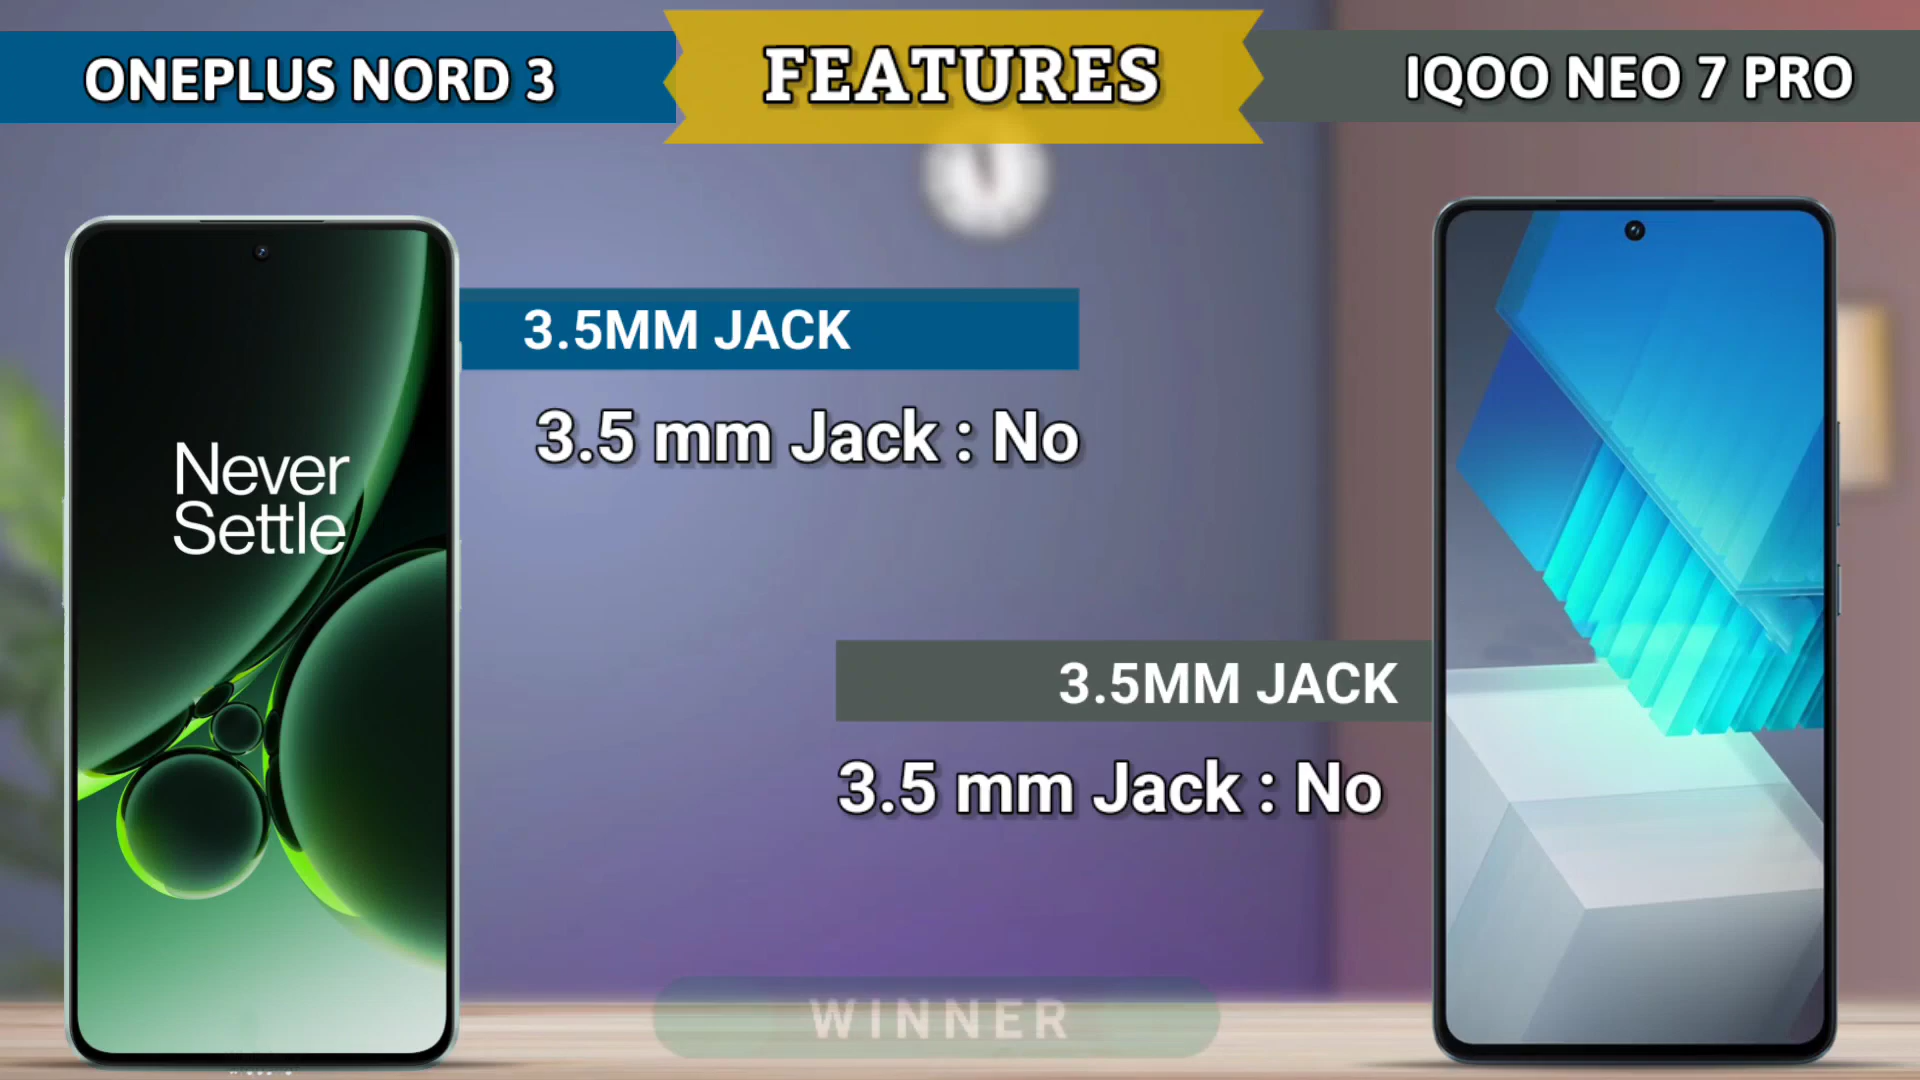 ONEPLUS NORD 3
FEATURES
IQOO NEO 7 PRO
3.5MM JACK
3.5 mm Jack : No
Never
Settle
3.5MM JACK
3.5 mm Jack : No
WINNER